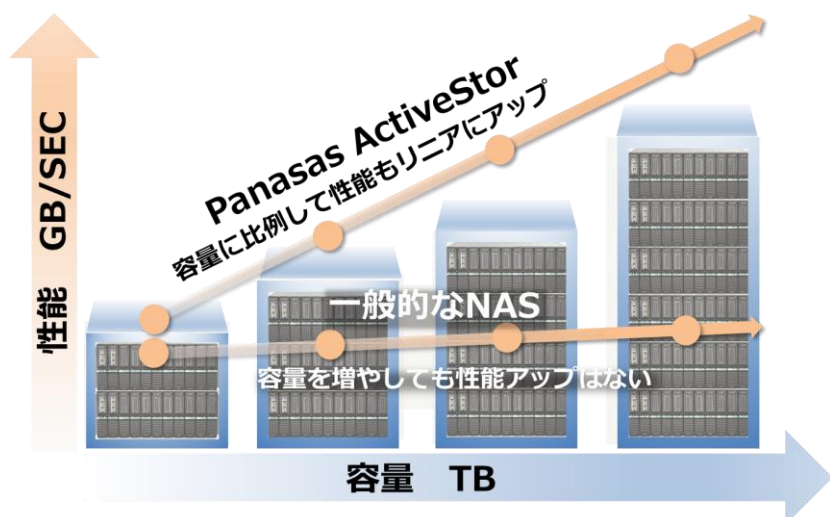 性能 GB/SEC
Panasas ActiveStor
容量に比例して性能もリニアにアップ
一般的なNAS
容量を増やしても性能アップはない
容量 TB